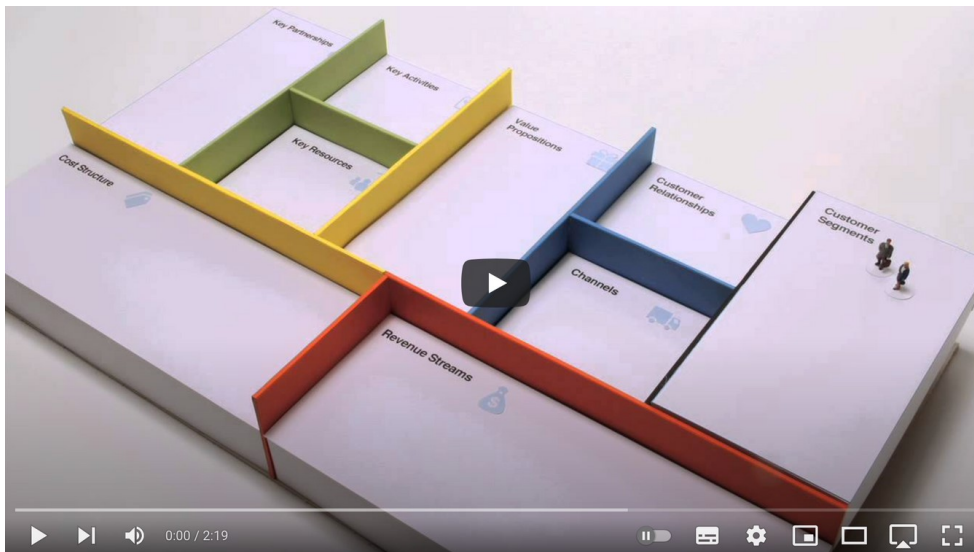 Key Partnerships
Key Activities
Key Resources
Value
Propositions
Customer
Relationships
Channels
Customer
Segments
Cost Structure
Revenue Streams
$
0:00 / 2:19